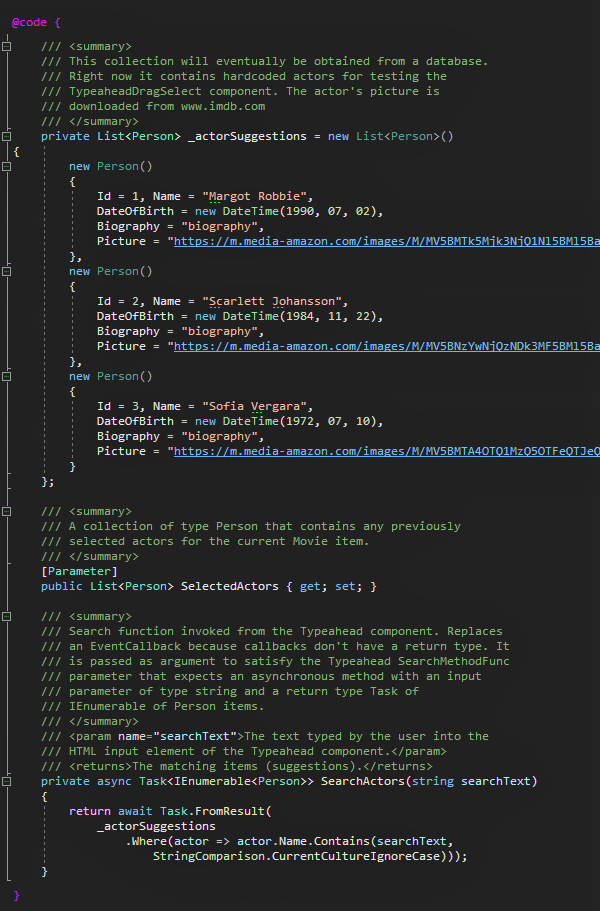 @code {
/// <summary>
/// This collection will eventually be obtained from a database.
/// Right now it contains hardcoded actors for testing the
/// TypeaheadDragSelect component. The actor's picture is
/// downloaded from www.imdb.com
/// </summary>
private List<Person> _actorSuggestions = new List<Person>()
{
new Person()
{
Id = 1, Name = "Margot Robbie",
DateOfBirth = new DateTime(1990, 07, 02),
Biography = "biography",
Picture = "https://m.media-amazon.com/images/M/MV5BMTk5Mjk3NjQ1Nl5BMl5Ba
},
new Person()
{
Id = 2, Name = "Scarlett Johansson",
DateOfBirth = new DateTime(1984, 11, 22),
Biography = "biography",
Picture = "https://m.media-amazon.com/images/M/MV5BNzYwNjQzNDk3MF5BMl5Ba
},
new Person()
{
Id = 3, Name = "Sofia Vergara",
DateOfBirth = new DateTime(1972, 07, 10),
Biography = "biography",
Picture = "https://m.media-amazon.com/images/M/MV5BMTA4OTQ1MzQ5OTFeQTJeQ
}
};
/// <summary>
/// A collection of type Person that contains any previously
/// selected actors for the current Movie item.
/// </summary>
[Parameter]
public List<Person> SelectedActors { get; set; }
/// <summary>
/// Search function invoked from the Typeahead component. Replaces
/// an EventCallback because callbacks don't have a return type. It
/// is passed as argument to satisfy the Typeahead SearchMethodFunc
/// parameter that expects an asynchronous method with an input
/// parameter of type string and a return type Task of
/// IEnumerable of Person items.
/// </summary>
/// <param name="searchText">The text typed by the user into the
/// HTML input element of the Typeahead component.</param>
/// <returns>The matching items (suggestions).</returns>
private async Task<IEnumerable<Person>> SearchActors(string searchText)
{
return await Task.FromResult(
_actorSuggestions
.Where(actor => actor.Name.Contains(searchText,
StringComparison.CurrentCultureIgnoreCase)));
}
}